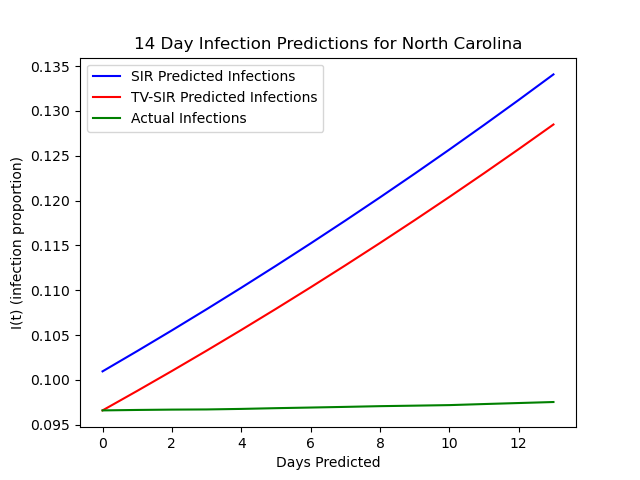 14 Day Infection Predictions for North Carolina
SIR Predicted Infections
TV-SIR Predicted Infections
Actual Infections
I(t) (infection proportion)
0.135
0.130
0.125
0.120
0.115
0.110
0.105
0.100
0.095
0 2 4 6 8 10 12
Days Predicted